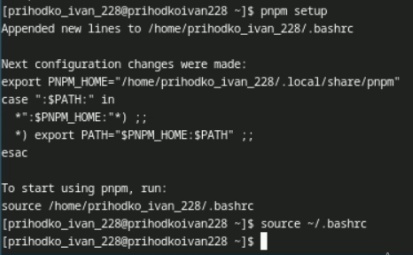 [prihodko_ivan_228@prihodkoivan228 ~]$ pnpm setup
Appended new lines to /home/prihodko_ivan_228/.bashrc

Next configuration changes were made:
export PNPM_HOME="/home/prihodko_ivan_228/.local/share/pnpm"
case ":$PATH:" in
  *":$PNPM_HOME:"*) ;;
  *) export PATH="$PNPM_HOME:$PATH" ;;
esac

To start using pnpm, run:
source /home/prihodko_ivan_228/.bashrc
[prihodko_ivan_228@prihodkoivan228 ~]$ source ~/.bashrc
[prihodko_ivan_228@prihodkoivan228 ~]$